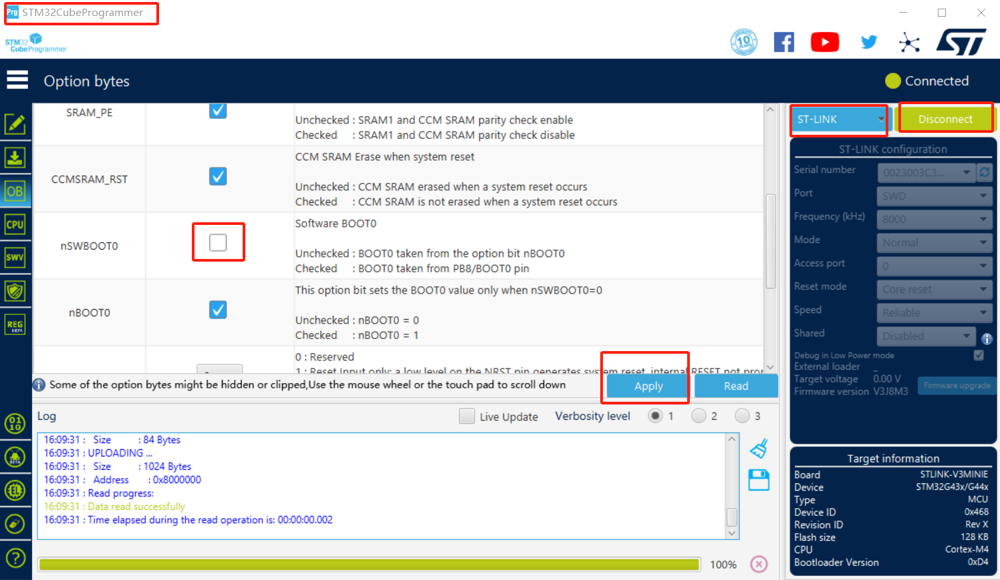 Prg STM32CubeProgrammer
STM32
CubeProgrammer
10
Option bytes
Connected
SRAM_PE
Unchecked : SRAM1 and CCM SRAM parity check enable
Checked : SRAM1 and CCM SRAM parity check disable
CCMSRAM_RST
CCM SRAM Erase when system reset
Unchecked : CCM SRAM erased when a system reset occurs
Checked : CCM SRAM is not erased when a system reset occurs
nSWBOOT0
Software BOOT0
Unchecked : BOOT0 taken from the option bit nBOOT0
Checked : BOOT0 taken from PB8/BOOT0 pin
nBOOT0
This option bit sets the BOOT0 value only when nSWBOOT0=0
Unchecked : nBOOT0 = 0
Checked : nBOOT0 = 1
0 : Reserved
1 : Reset Input only: a low level on the NRST pin generates system reset, internal RESET not
Some of the option bytes might be hidden or clipped,Use the mouse wheel or the touch pad to scroll down
Apply
Read
OB
CPU
SWV
REG
01
10
BETA
EL
?
Log
Live Update
Verbosity level
1
2
3
16:09:31 : Size : 84 Bytes
16:09:31 : UPLOADING ...
16:09:31 : Size : 1024 Bytes
16:09:31 : Address : 0x8000000
16:09:31 : Read progress:
16:09:31 : Data read successfully
16:09:31 : Time elapsed during the read operation is: 00:00:00.002
100%
ST-LINK
Disconnect
ST-LINK configuration
Serial number 0023003C3...
Port SWD
Frequency (kHz) 8000
Mode Normal
Access port 0
Reset mode Core reset
Speed Reliable
Shared Disabled
Debug in Low Power mode
External loader _
Target voltage 0.00 V
Firmware version V3J8M3
Firmware upgrade
Target information
Board STLINK-V3MINIE
Device STM32G43x/G44x
Type MCU
Device ID 0x468
Revision ID Rev X
Flash size 128 KB
CPU Cortex-M4
Bootloader Version 0xD4